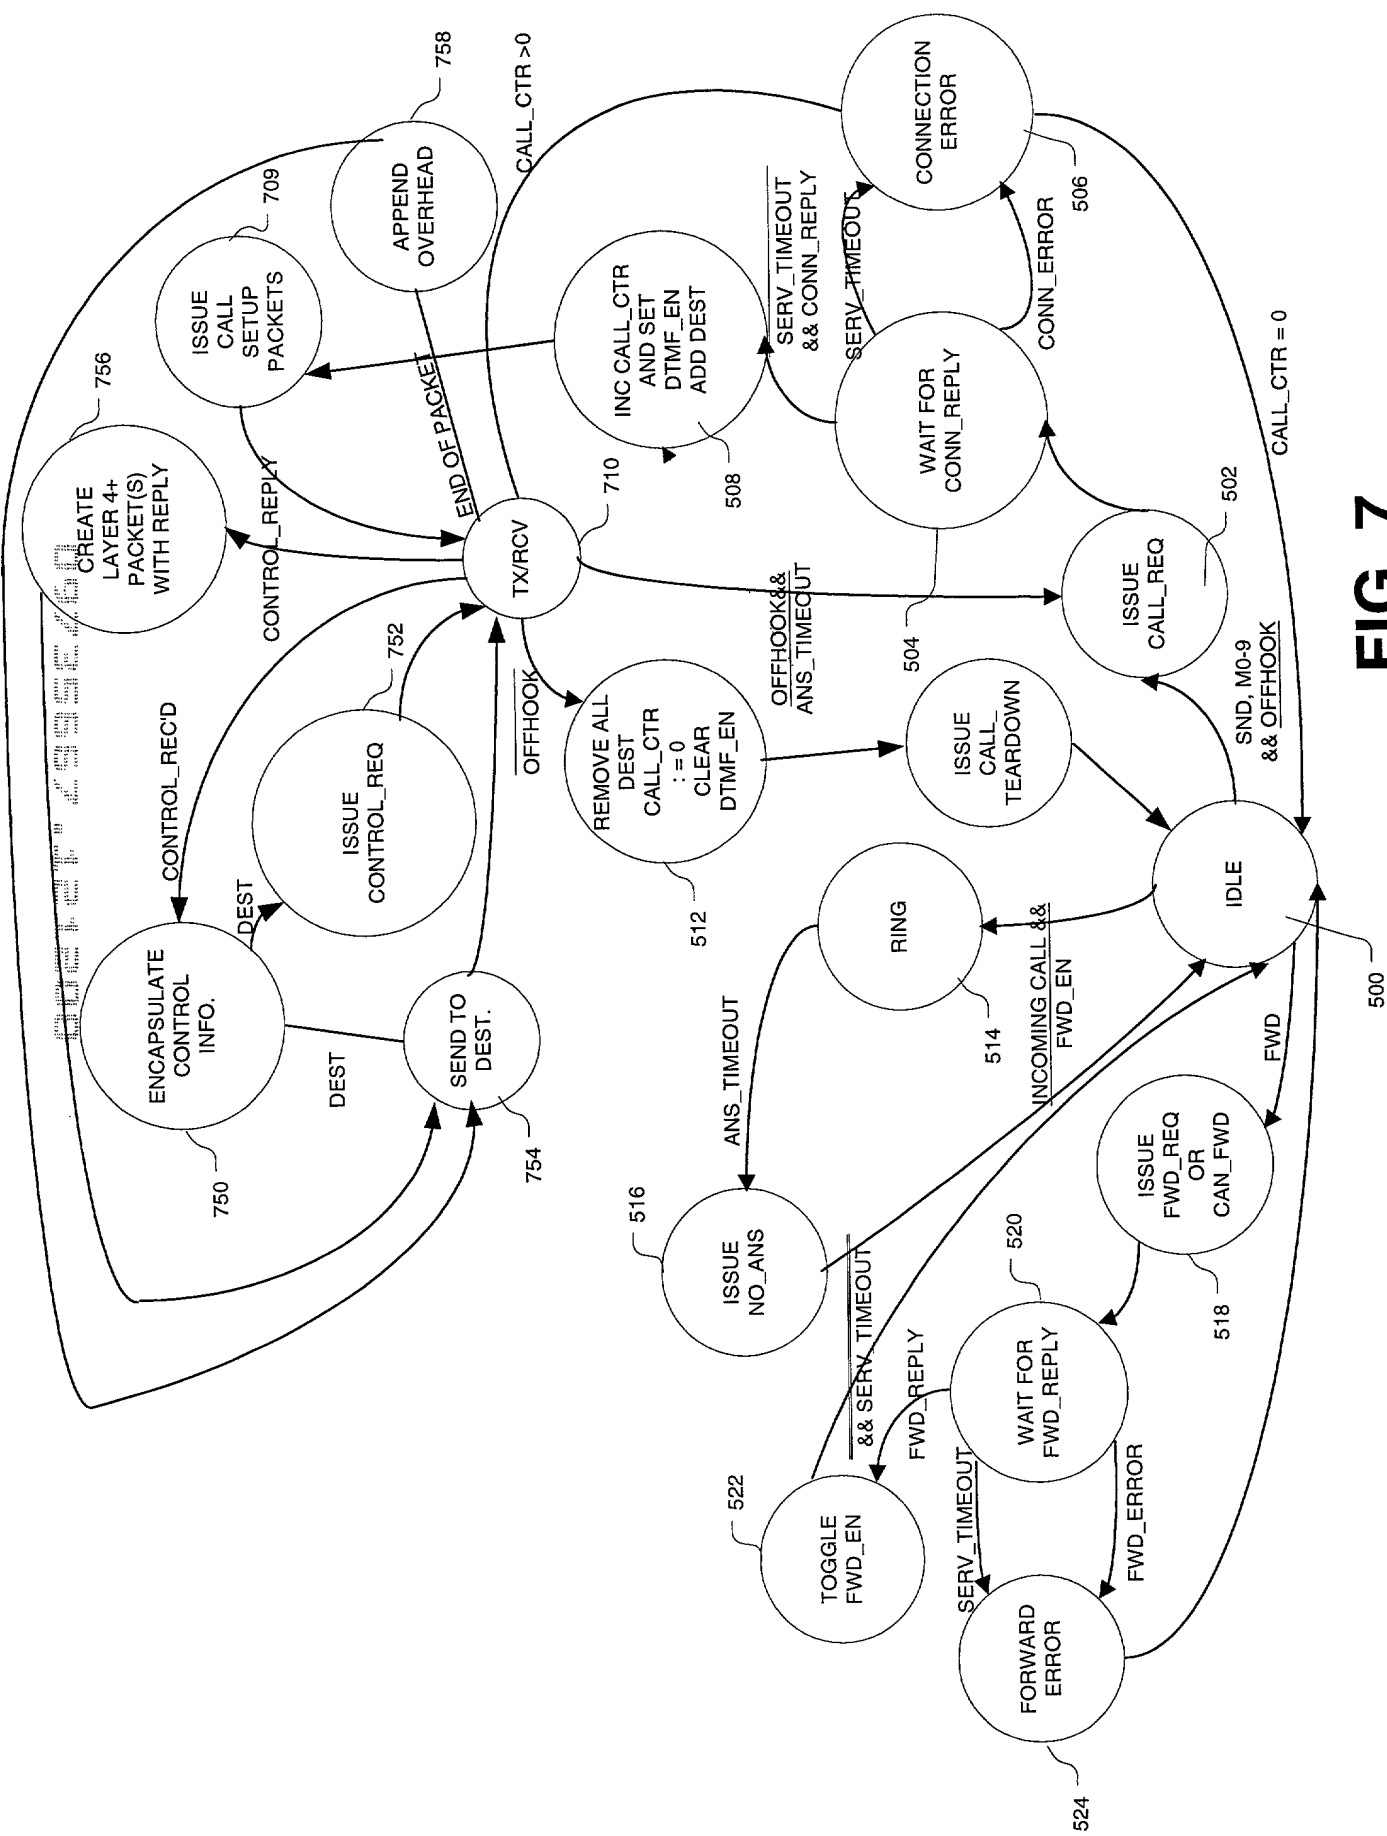 758
CALL_CTR >0
APPEND
OVERHEAD
709
ISSUE
CALL
SETUP
PACKETS
756
CREATE
LAYER 4+
PACKET(S)
WITH REPLY
CONTROL_REPLY
END OF PACKET
TX/RCV
710
CONTROL_REC'D
752
ISSUE
CONTROL_REQ
DEST
ENCAPSULATE
CONTROL
INFO.
750
DEST
SEND TO
DEST.
754
OFFHOOK
REMOVE ALL
DEST
CALL_CTR
:= 0
CLEAR
DTMF_EN
512
INC CALL_CTR
AND SET
DTMF_EN
ADD DEST
508
SERV_TIMEOUT
&& CONN_REPLY
SERV_TIMEOUT
CONNECTION
ERROR
506
CONN_ERROR
WAIT FOR
CONN_REPLY
504
OFFHOOK&&
ANS_TIMEOUT
ISSUE
CALL_REQ
502
CALL_CTR = 0
SND, M0-9
&& OFFHOOK
ISSUE
CALL_
TEARDOWN
IDLE
500
RING
514
INCOMING CALL &&
FWD_EN
ANS_TIMEOUT
516
ISSUE
NO_ANS
FWD
ISSUE
FWD_REQ
OR
CAN_FWD
518
520
WAIT FOR
FWD_REPLY
&& SERV_TIMEOUT
FWD_REPLY
522
TOGGLE
FWD_EN
SERV_TIMEOUT
FWD_ERROR
FORWARD
ERROR
524
FIG. 7